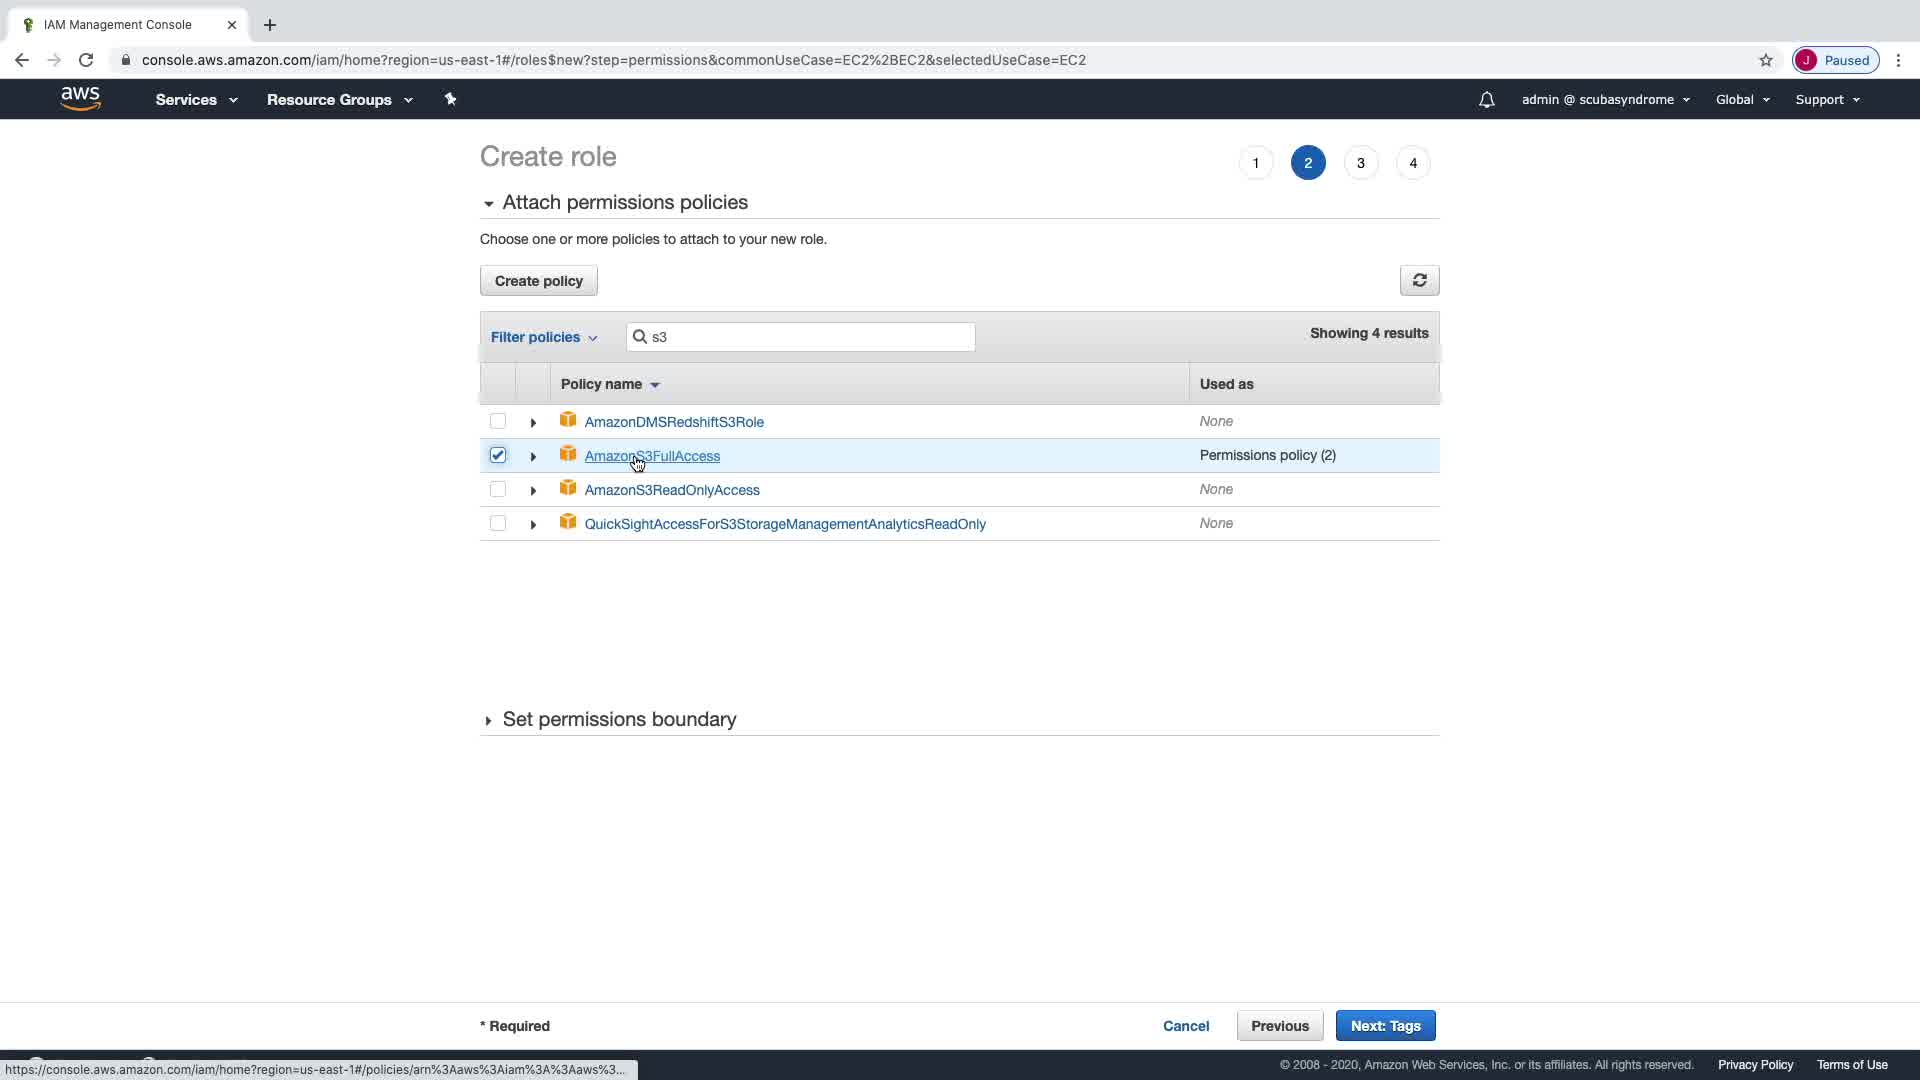 IAM Management Console
console.aws.amazon.com/iam/home?region=us-east-1#/roles$new?step=permissions&commonUseCase=EC2%2BEC2&selectedUseCase=EC2
J Paused
aws Services Resource Groups admin @ scubasyndrome Global Support
Create role
1 2 3 4
Attach permissions policies
Choose one or more policies to attach to your new role.
Create policy
Filter policies s3 Showing 4 results
Policy name Used as
AmazonDMSRedshiftS3Role None
AmazonS3FullAccess Permissions policy (2)
AmazonS3ReadOnlyAccess None
QuickSightAccessForS3StorageManagementAnalyticsReadOnly None
Set permissions boundary
* Required Cancel Previous Next: Tags
© 2008 - 2020, Amazon Web Services, Inc. or its affiliates. All rights reserved. Privacy Policy Terms of Use
https://console.aws.amazon.com/iam/home?region=us-east-1#/policies/arn%3Aaws%3Aiam%3A%3Aaws%3...